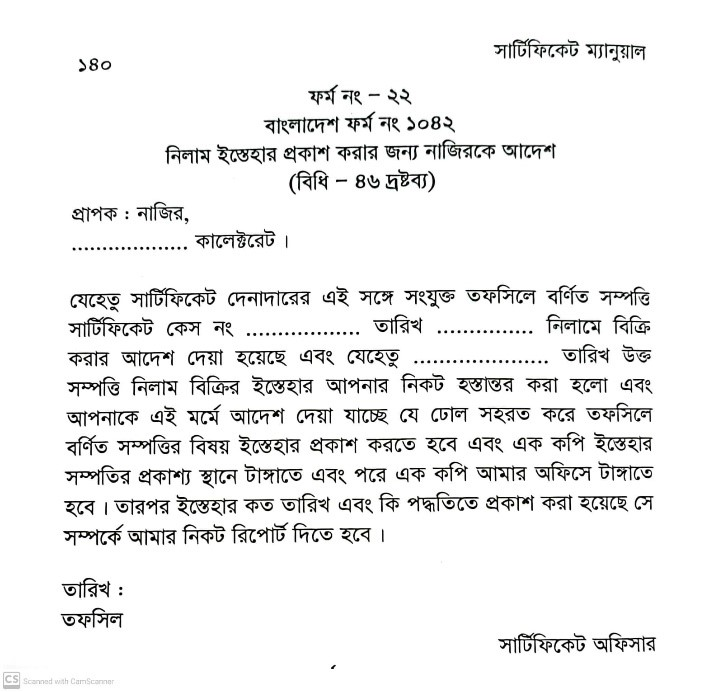 ১৪০
সার্টিফিকেট ম্যানুয়াল
ফর্ম নং – ২২
বাংলাদেশ ফর্ম নং ১০৪২
নিলাম ইস্তেহার প্রকাশ করার জন্য নাজিরকে আদেশ
(বিধি – ৪৬ দ্রষ্টব্য)
প্রাপক : নাজির,
................... কালেক্টরেট ।
যেহেতু সার্টিফিকেট দেনাদারের এই সঙ্গে সংযুক্ত তফসিলে বর্ণিত সম্পত্তি
সার্টিফিকেট কেস নং ................... তারিখ ................ নিলামে বিক্রি
করার আদেশ দেয়া হয়েছে এবং যেহেতু ...................... তারিখ উক্ত
সম্পত্তি নিলাম বিক্রির ইস্তেহার আপনার নিকট হস্তান্তর করা হলো এবং
আপনাকে এই মর্মে আদেশ দেয়া যাচ্ছে যে ঢোল সহরত করে তফসিলে
বর্ণিত সম্পত্তির বিষয় ইস্তেহার প্রকাশ করতে হবে এবং এক কপি ইস্তেহার
সম্পতির প্রকাশ্য স্থানে টাঙ্গাতে এবং পরে এক কপি আমার অফিসে টাঙ্গাতে
হবে । তারপর ইস্তেহার কত তারিখ এবং কি পদ্ধতিতে প্রকাশ করা হয়েছে সে
সম্পর্কে আমার নিকট রিপোর্ট দিতে হবে ।
তারিখ :
তফসিল
সার্টিফিকেট অফিসার
CS Scanned with CamScanner